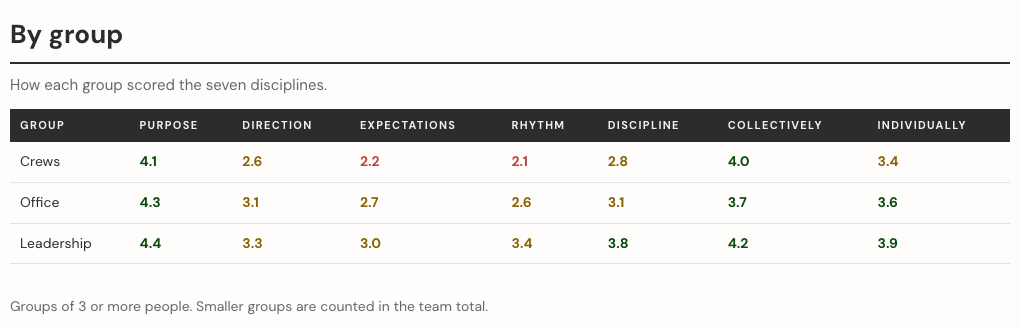 By group
How each group scored the seven disciplines.
GROUP PURPOSE DIRECTION EXPECTATIONS RHYTHM DISCIPLINE COLLECTIVELY INDIVIDUALLY
Crews 4.1 2.6 2.2 2.1 2.8 4.0 3.4
Office 4.3 3.1 2.7 2.6 3.1 3.7 3.6
Leadership 4.4 3.3 3.0 3.4 3.8 4.2 3.9
Groups of 3 or more people. Smaller groups are counted in the team total.